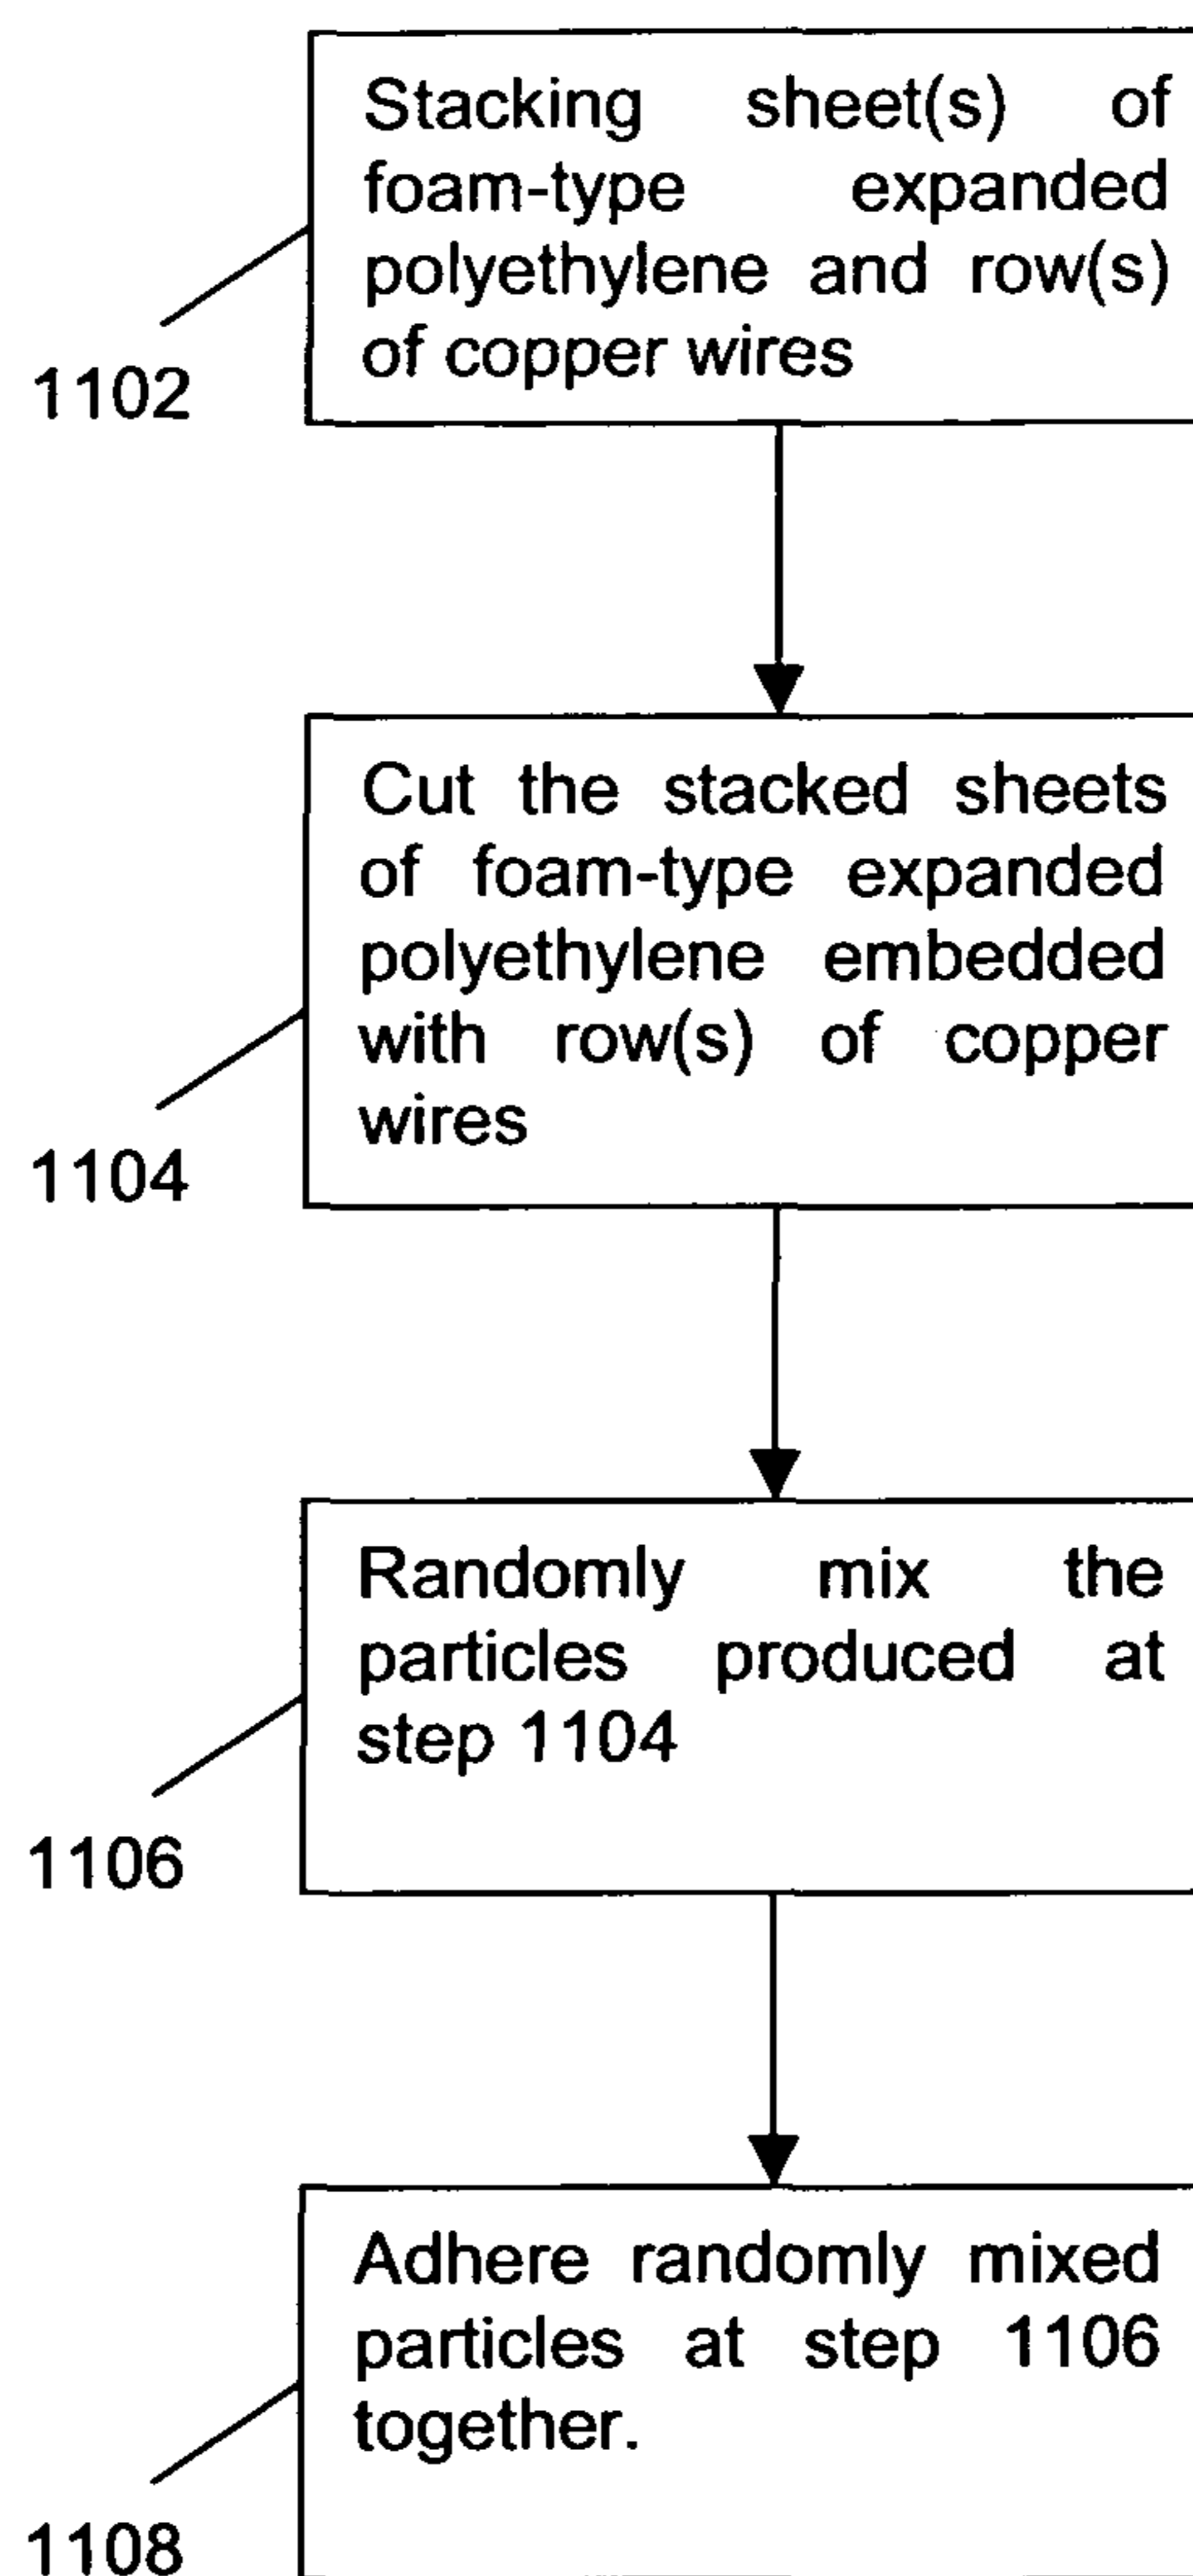 Stacking sheet(s) of
foam-type expanded
polyethylene and row(s)
of copper wires
1102
Cut the stacked sheets
of foam-type expanded
polyethylene embedded
with row(s) of copper
wires
1104
Randomly mix the
particles produced at
step 1104
1106
Adhere randomly mixed
particles at step 1106
together.
1108